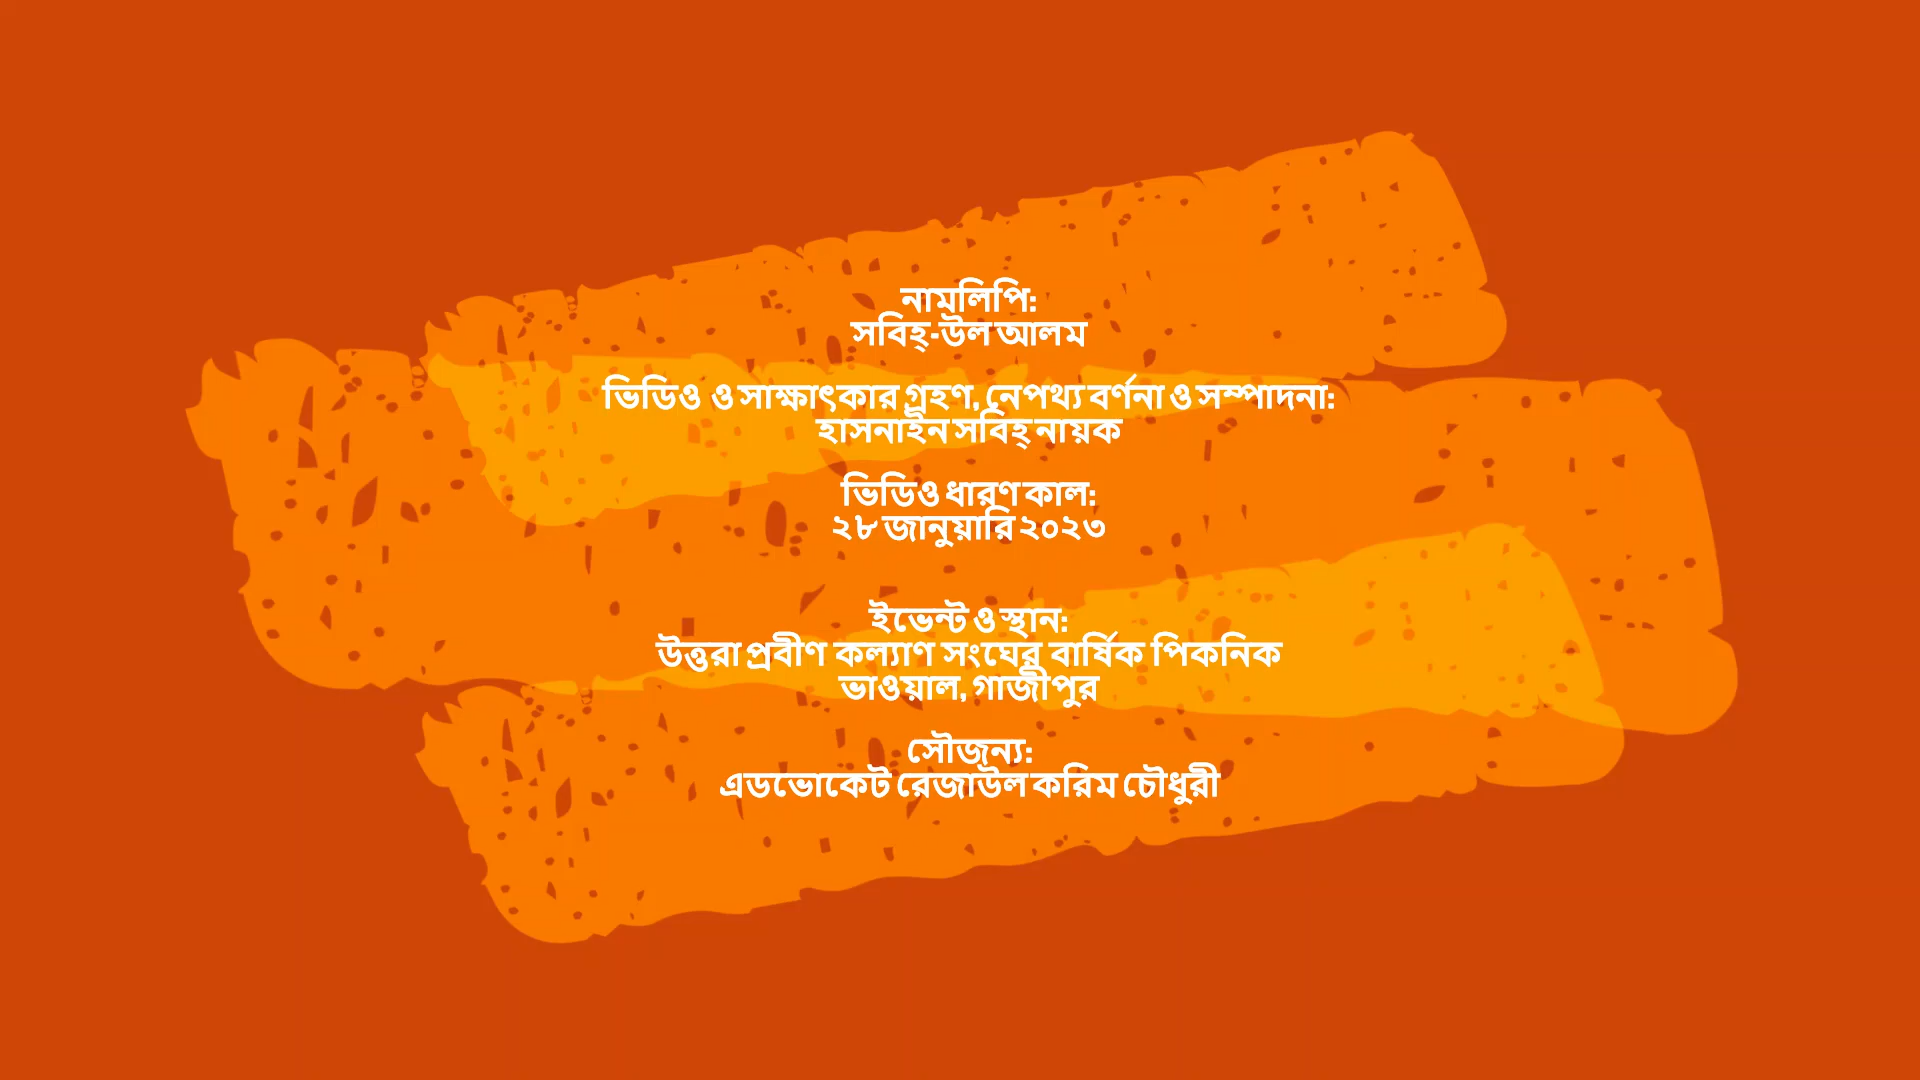 নামলিপি:
সবিহ্-উল আলম
ভিডিও ও সাক্ষাৎকার গ্রহণ, নেপথ্য বর্ণনা ও সম্পাদনা:
হাসনাইন সবিহ্ নায়ক
ভিডিও ধারণ কাল:
২৮ জানুয়ারি ২০২৩
ইভেন্ট ও স্থান:
উত্তরা প্রবীণ কল্যাণ সংঘের বার্ষিক পিকনিক
ভাওয়াল, গাজীপুর
সৌজন্য:
এডভোকেট রেজাউল করিম চৌধুরী